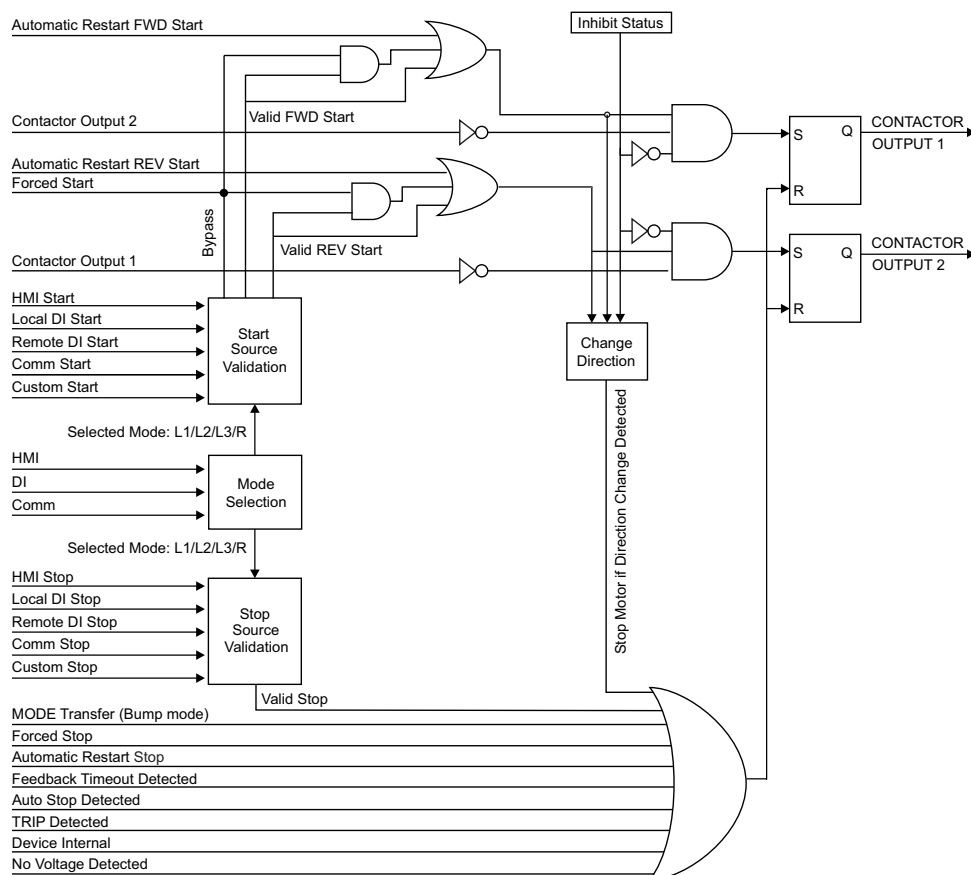 Automatic Restart FWD Start
Inhibit Status
Valid FWD Start
Contactor Output 2
CONTACTOR
OUTPUT 1
S
Q
R
Automatic Restart REV Start
Forced Start
Bypass
Valid REV Start
Contactor Output 1
CONTACTOR
OUTPUT 2
S
Q
R
HMI Start
Local DI Start
Remote DI Start
Comm Start
Custom Start
Start
Source
Validation
Change
Direction
Selected Mode: L1/L2/L3/R
HMI
DI
Comm
Mode
Selection
Selected Mode: L1/L2/L3/R
Stop Motor if Direction Change Detected
HMI Stop
Local DI Stop
Remote DI Stop
Comm Stop
Custom Stop
Stop
Source
Validation
Valid Stop
MODE Transfer (Bump mode)
Forced Stop
Automatic Restart Stop
Feedback Timeout Detected
Auto Stop Detected
TRIP Detected
Device Internal
No Voltage Detected